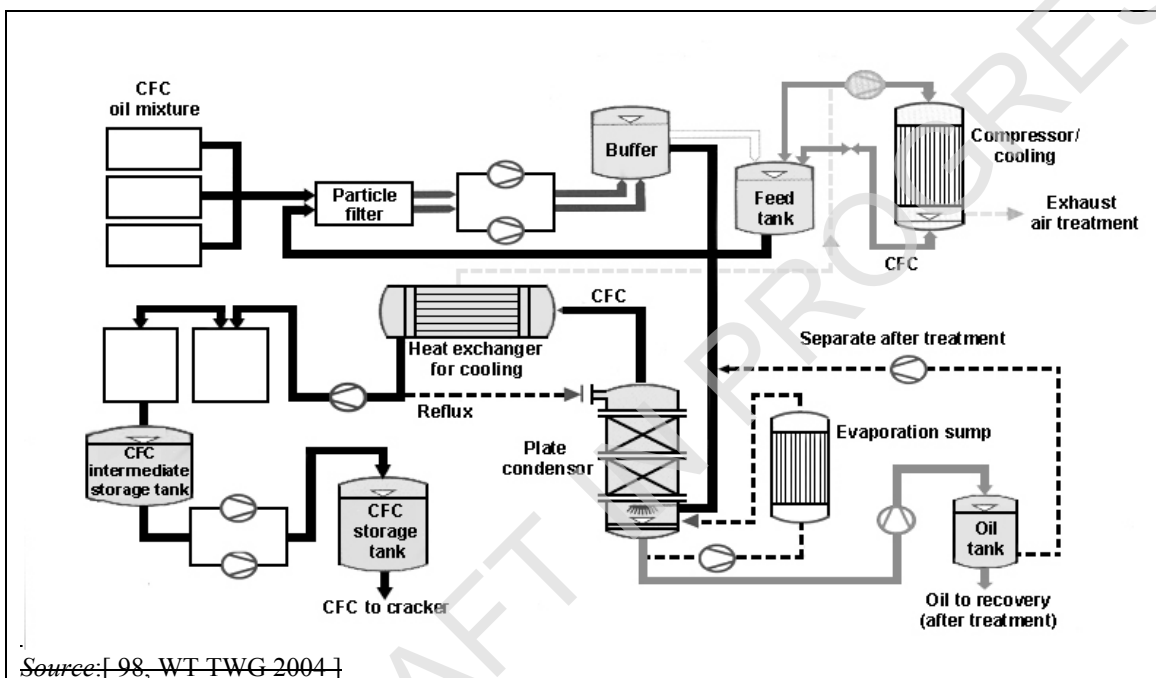 CFC
oil mixture
Particle
filter
Buffer
Feed
tank
Compressor/
cooling
Exhaust
air treatment
CFC
CFC
Heat exchanger
for cooling
Separate after treatment
Reflux
Plate
condensor
Evaporation sump
CFC
intermediate
storage tank
CFC
storage
tank
Oil
tank
CFC to cracker
Oil to recovery
(after treatment)
Source:[ 98, WT TWG 2004 ]
DRAFT IN PROGRES